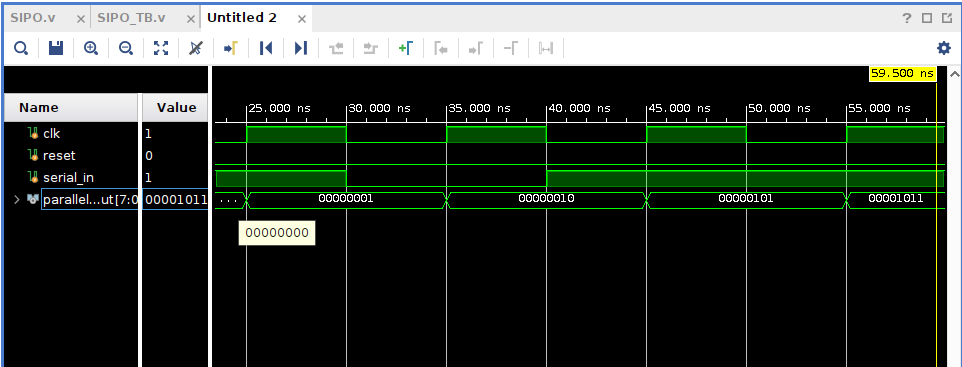 SIPO.v × SIPO_TB.v × Untitled 2 × ?
59.500 ns
Name Value
25.000 ns 30.000 ns 35.000 ns 40.000 ns 45.000 ns 50.000 ns 55.000 ns
clk 1
reset 0
serial_in 1
parallel...ut[7:0 00001011 ... 00000001 00000010 00000101 00001011
00000000